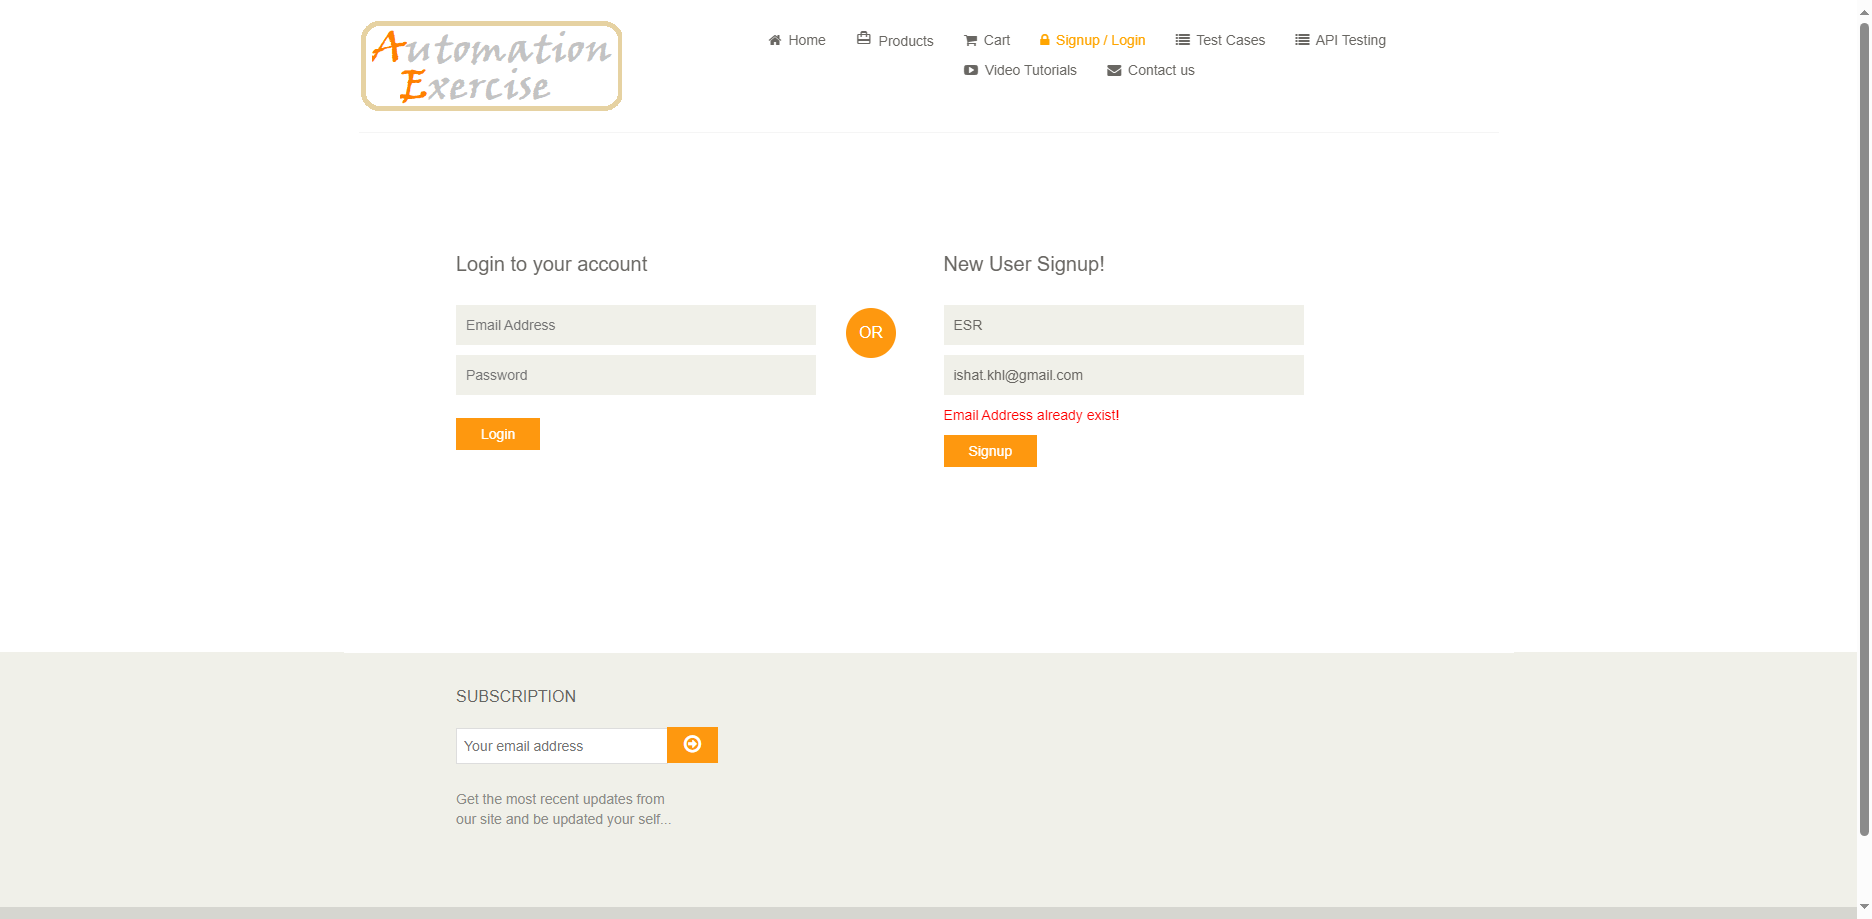 Automation
Exercise
Home Products Cart Signup / Login Test Cases API Testing
Video Tutorials Contact us
Login to your account
Email Address
Password
Login
OR
New User Signup!
ESR
ishat.khl@gmail.com
Email Address already exist!
Signup
SUBSCRIPTION
Your email address
Get the most recent updates from
our site and be updated your self...